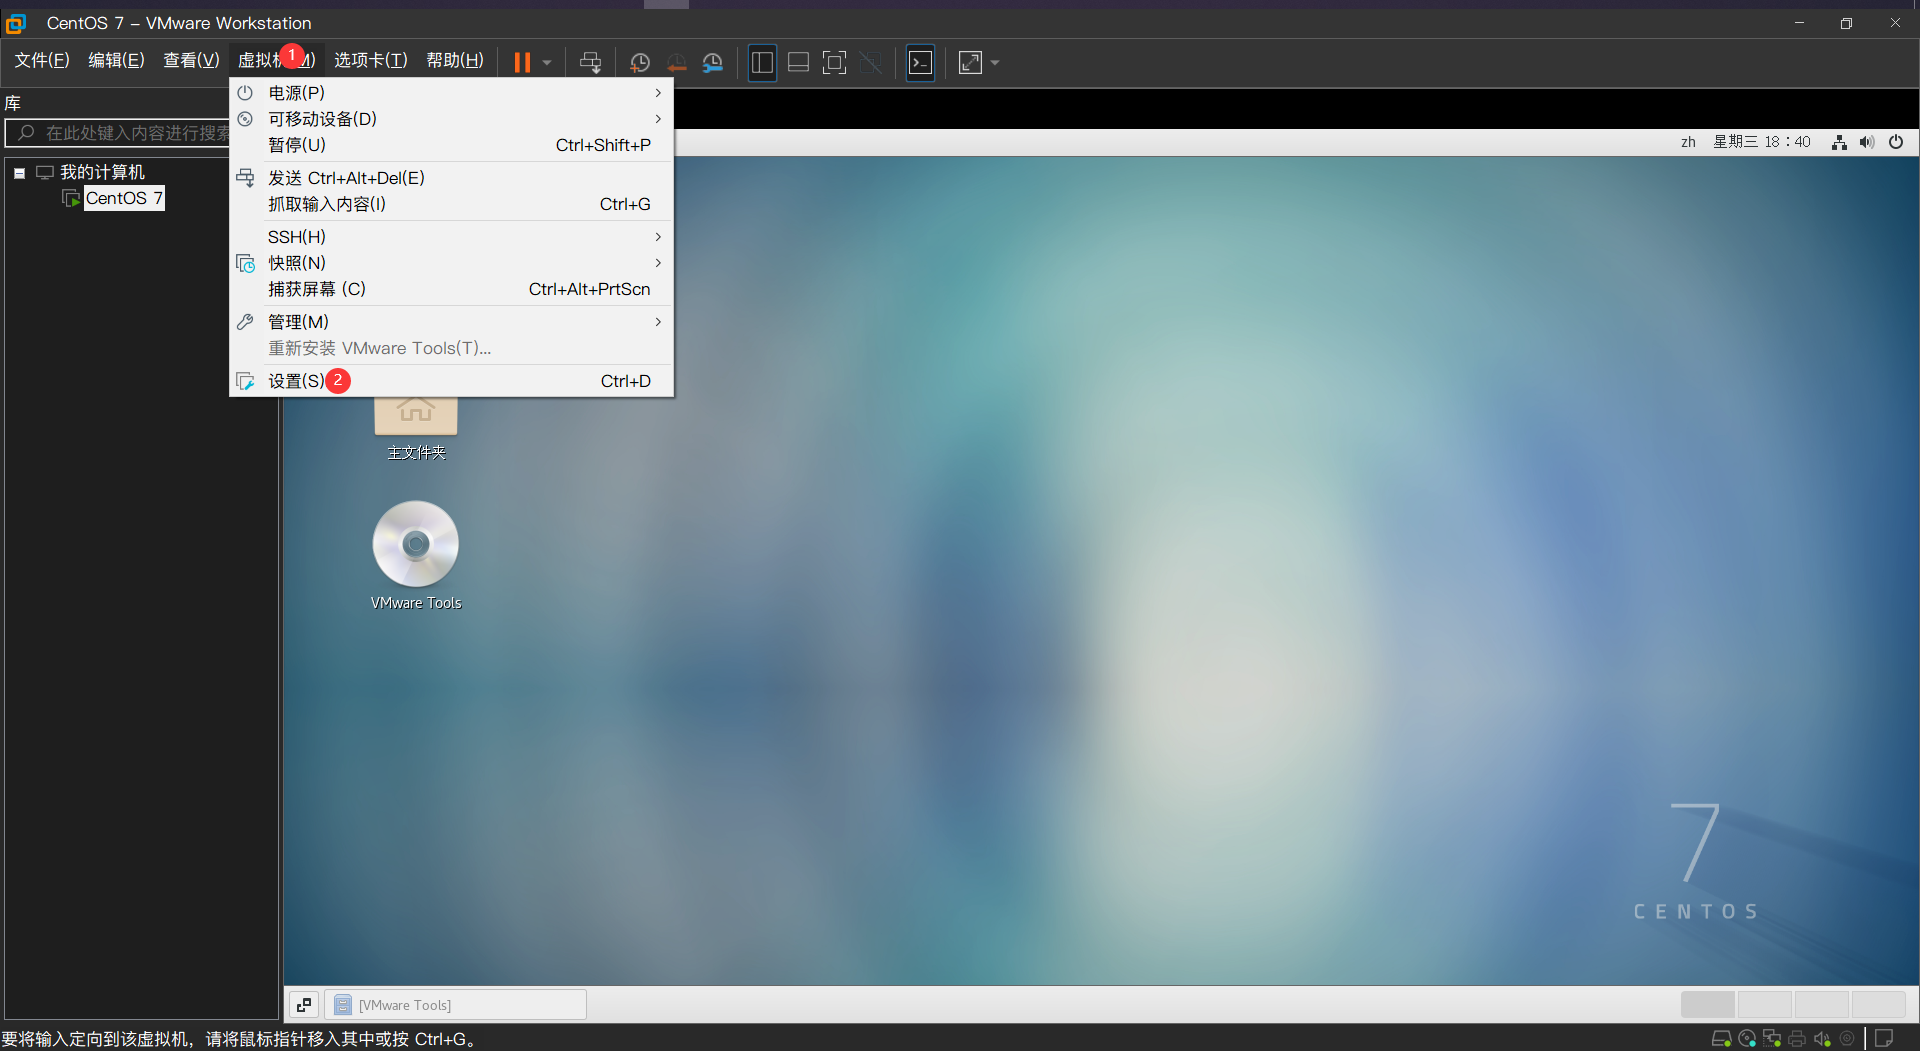 CentOS 7 – VMware Workstation
文件(F) 编辑(E) 查看(V) 虚拟 1 M) 选项卡(T) 帮助(H)
库
在此处键入内容进行搜索
我的计算机
CentOS 7
电源(P)
可移动设备(D)
暂停(U) Ctrl+Shift+P
发送 Ctrl+Alt+Del(E)
抓取输入内容(I) Ctrl+G
SSH(H)
快照(N)
捕获屏幕 (C) Ctrl+Alt+PrtScn
管理(M)
重新安装 VMware Tools(T)...
设置(S) 2 Ctrl+D
zh 星期三 18：40
主文件夹
VMware Tools
7
CENTOS
[VMware Tools]
要将输入定向到该虚拟机，请将鼠标指针移入其中或按 Ctrl+G。